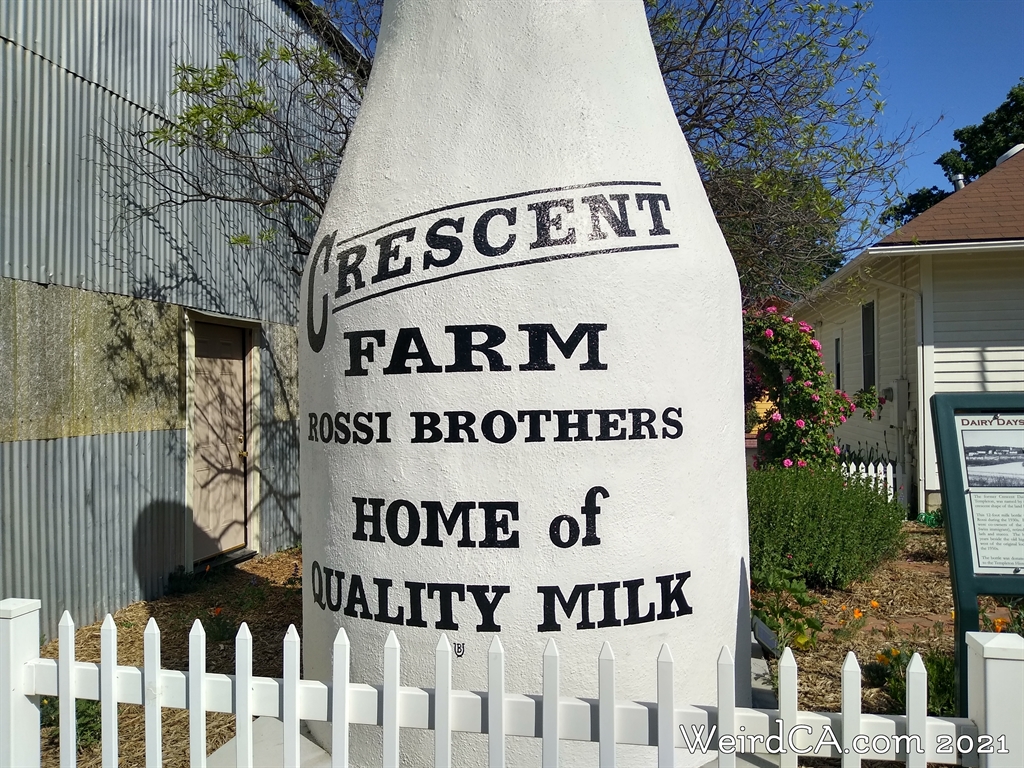 CRESCENT
FARM
ROSSI BROTHERS
HOME of
QUALITY MILK
DAIRY DAYS
WeirdCA.com 2021